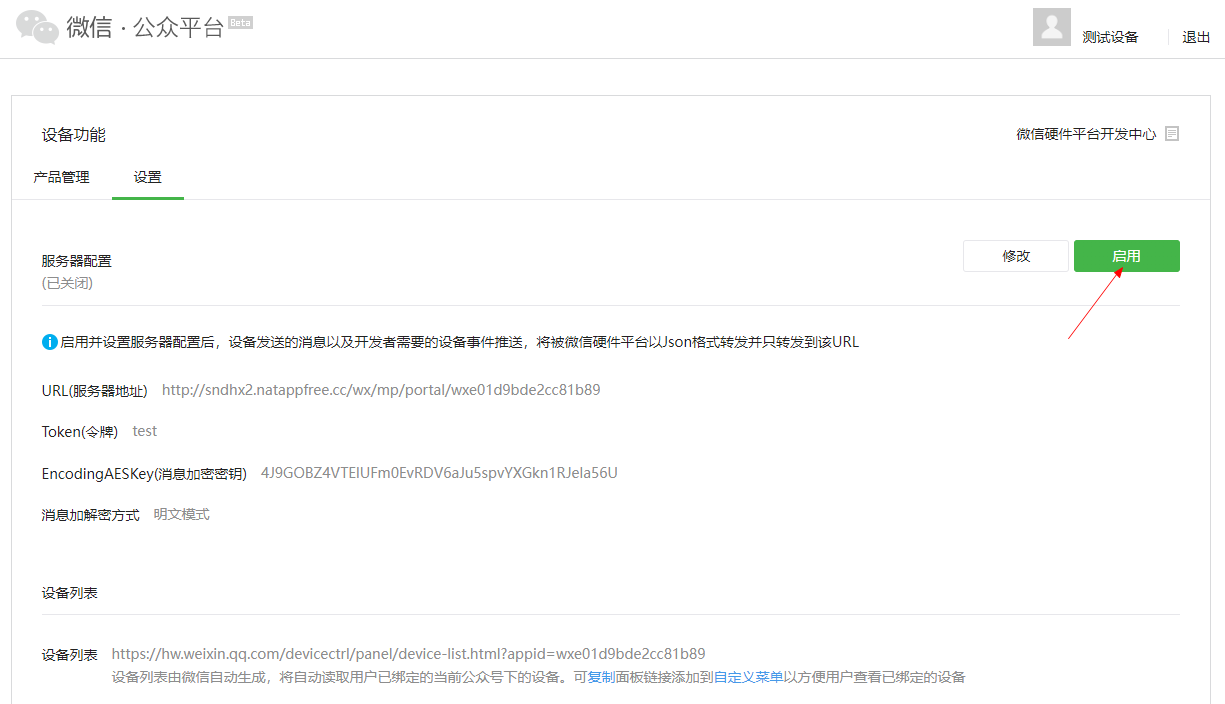 微信 · 公众平台 Beta
测试设备 退出
设备功能 微信硬件平台开发中心
产品管理 设置
服务器配置 修改 启用
(已关闭)
启用并设置服务器配置后，设备发送的消息以及开发者需要的设备事件推送，将被微信硬件平台以Json格式转发并只转发到该URL
URL(服务器地址) http://sndhx2.natappfree.cc/wx/mp/portal/wxe01d9bde2cc81b89
Token(令牌) test
EncodingAESKey(消息加密密钥) 4J9GOBZ4VTEIUFm0EvRDV6aJu5spvYXGkn1RJela56U
消息加解密方式 明文模式
设备列表
设备列表 https://hw.weixin.qq.com/devicectrl/panel/device-list.html?appid=wxe01d9bde2cc81b89
设备列表由微信自动生成，将自动读取用户已绑定的当前公众号下的设备。可复制面板链接添加到自定义菜单以方便用户查看已绑定的设备